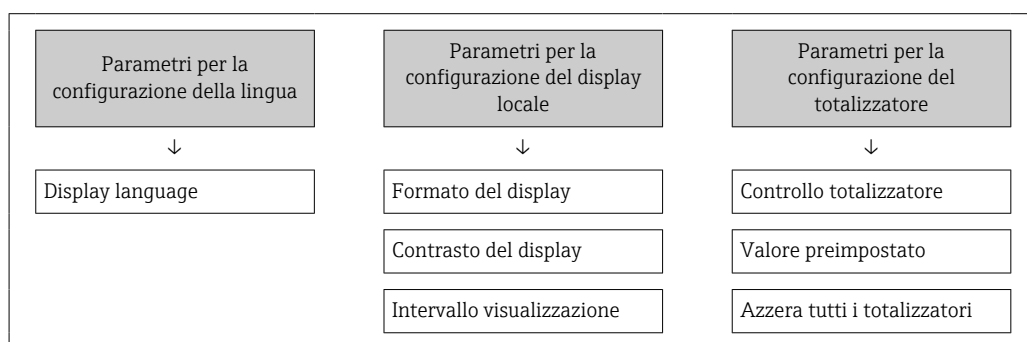 Parametri per la
configurazione della lingua
Parametri per la
configurazione del display
locale
Parametri per la
configurazione del
totalizzatore
↓
↓
↓
Display language
Formato del display
Controllo totalizzatore
Contrasto del display
Valore preimpostato
Intervallo visualizzazione
Azzera tutti i totalizzatori